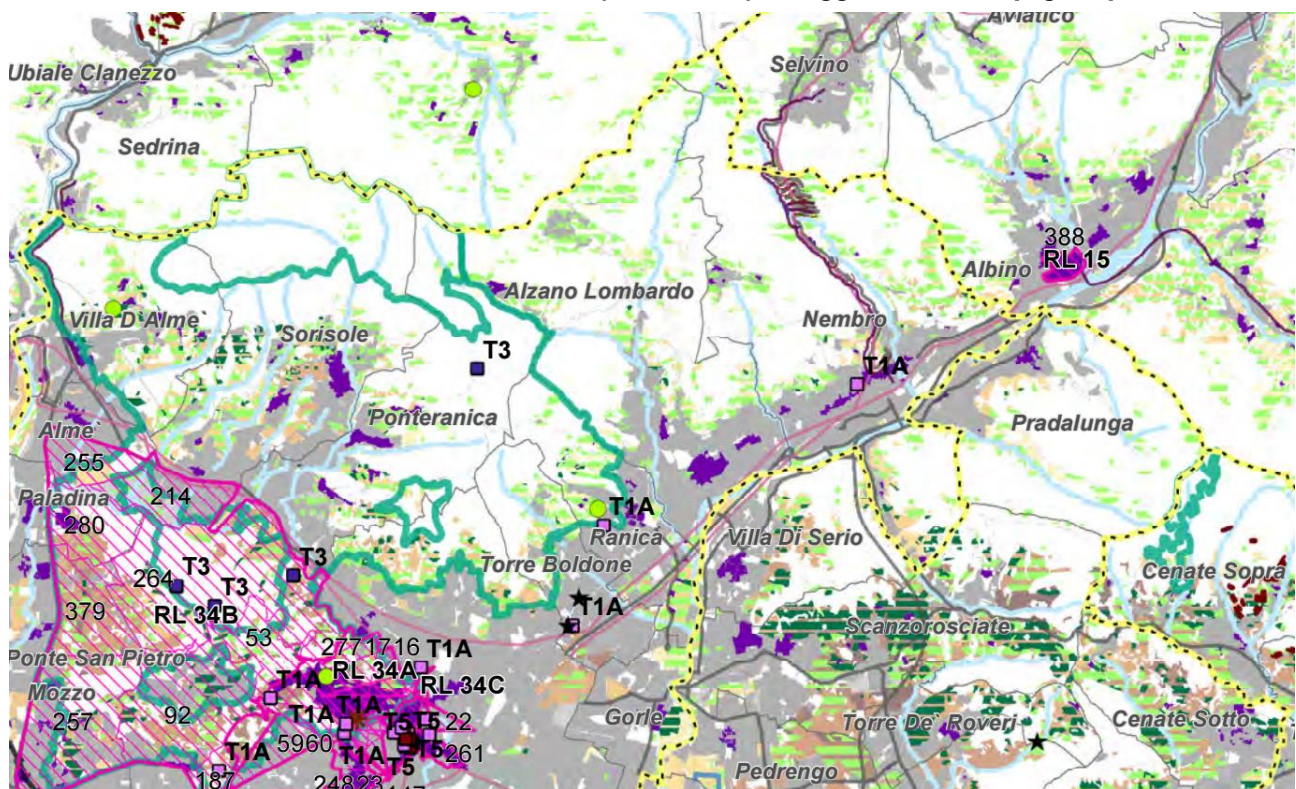 Aviatico
Selvino
Ubiale Clanezzo
Sedrina
388
RL 15
Albino
Alzano Lombardo
Nembro
Villa D'Alme`
Sorisole
T3
T1A
Ponteranica
Pradalunga
Alme`
255
Paladina
214
280
T1A
Ranica
Villa Di Serio
Torre Boldone
T3
264
T3
T3
RL 34B
Cenate Sopra
T1A
379
53
Scanzorosciate
2771716
T1A
Ponte San Pietro
RL 34A
RL 34C
Mozzo
T1A
T1A
257
92
Gorle
Torre De` Roveri
Cenate Sotto
T5
T5
22
5960
T1A
T5
261
T1A
T5
187
Pedrengo